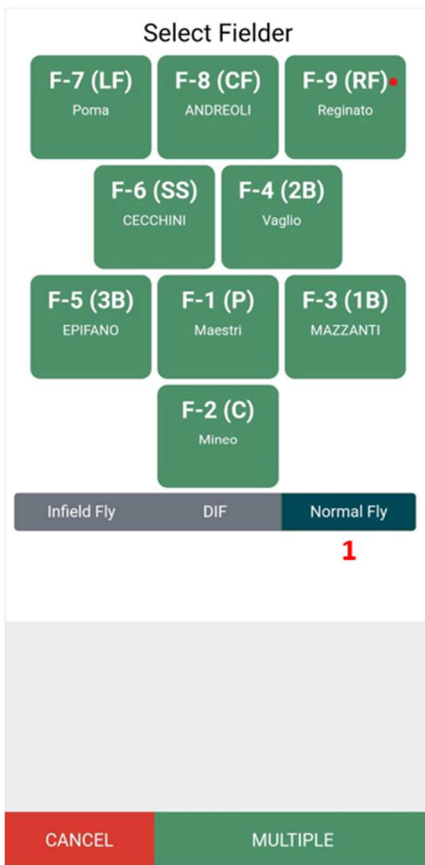 Select Fielder
F-7 (LF) F-8 (CF) F-9 (RF)
Poma ANDREOLI Reginato
F-6 (SS) F-4 (2B)
CECCHINI Vaglio
F-5 (3B) F-1 (P) F-3 (1B)
EPIFANO Maestri MAZZANTI
F-2 (C)
Mineo
Infield Fly DIF Normal Fly
1
CANCEL MULTIPLE